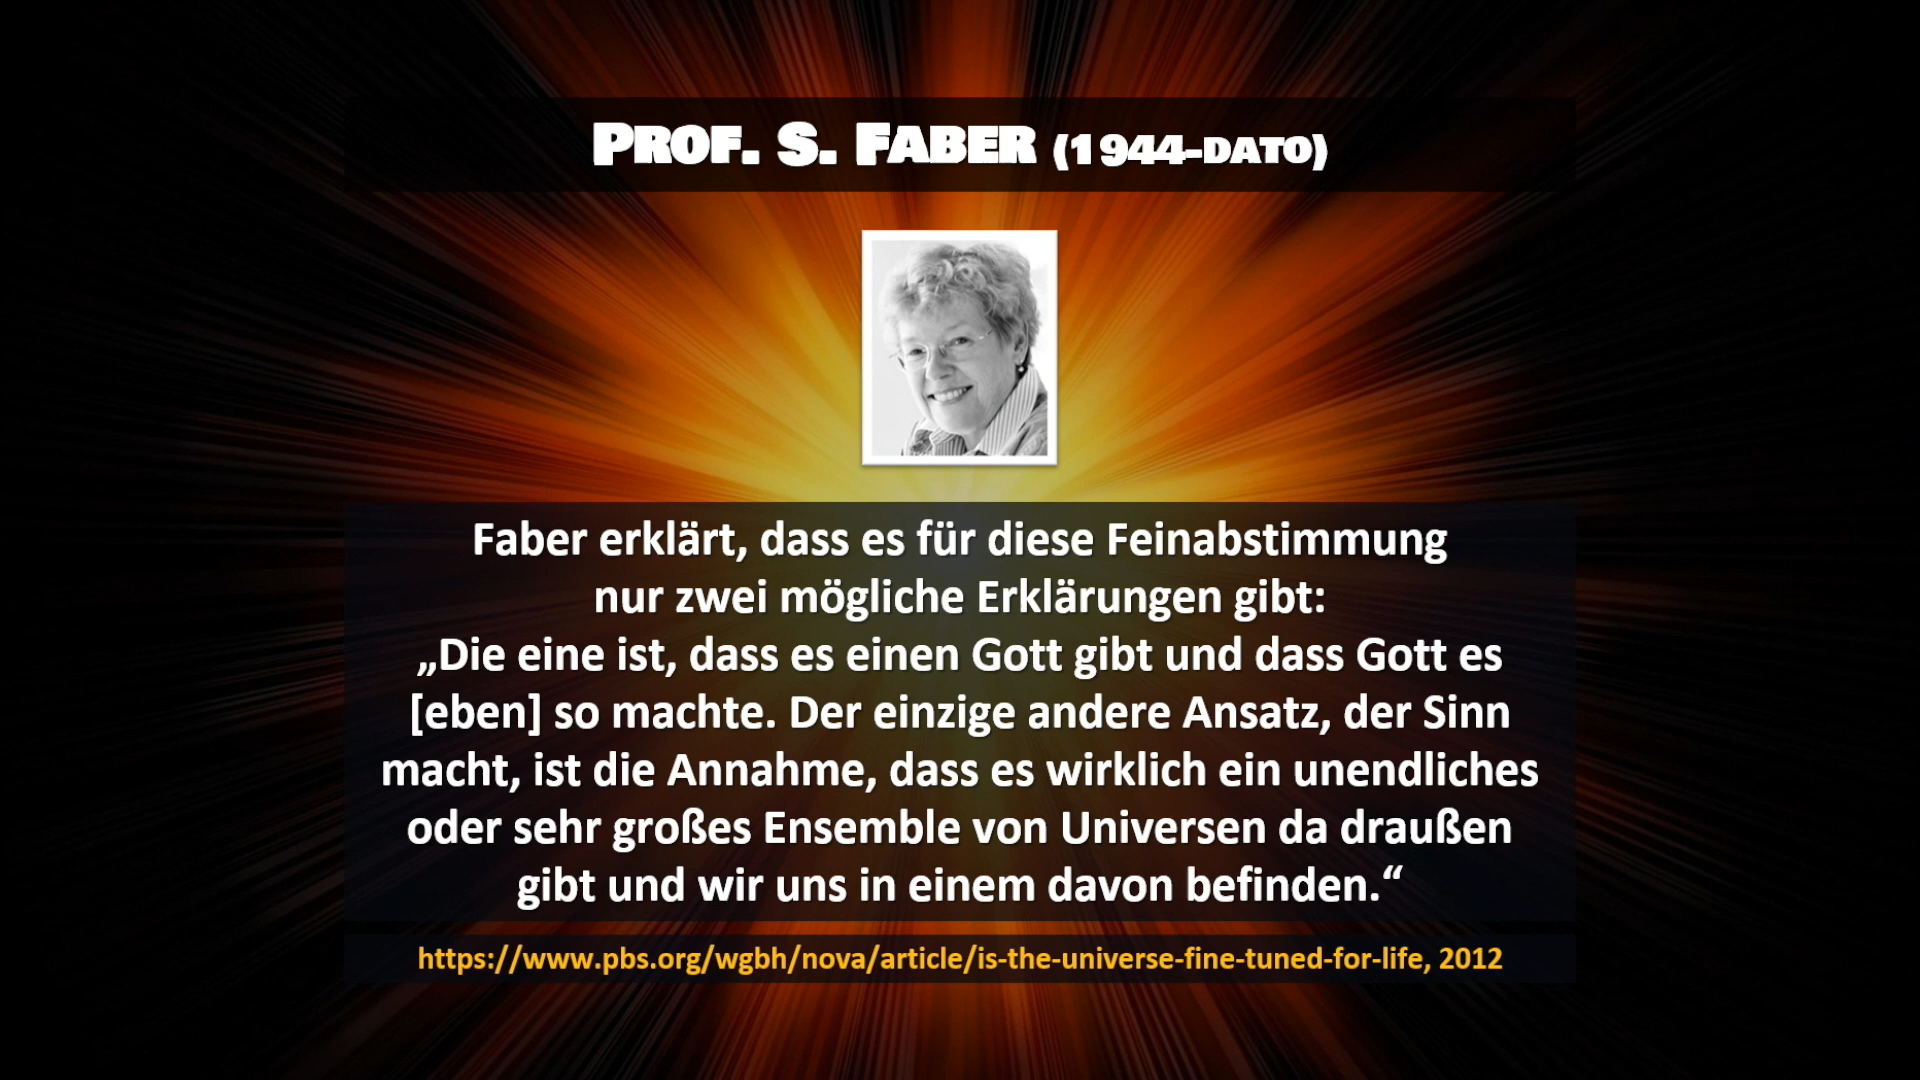 Prof. S. Faber (1944-dato)
Faber erklärt, dass es für diese Feinabstimmung
nur zwei mögliche Erklärungen gibt:
„Die eine ist, dass es einen Gott gibt und dass Gott es
[eben] so machte. Der einzige andere Ansatz, der Sinn
macht, ist die Annahme, dass es wirklich ein unendliches
oder sehr großes Ensemble von Universen da draußen
gibt und wir uns in einem davon befinden.“
https://www.pbs.org/wgbh/nova/article/is-the-universe-fine-tuned-for-life, 2012